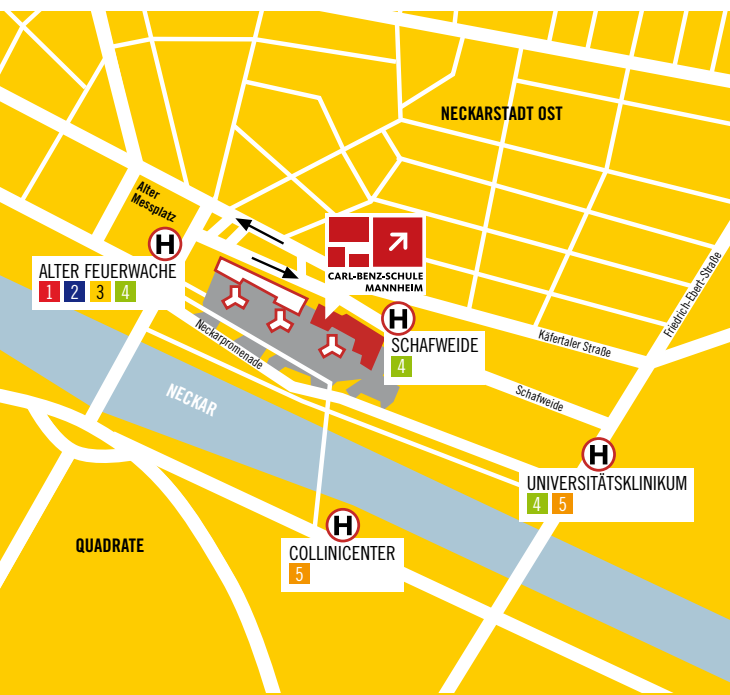 NECKARSTADT OST
Alter
Messplatz
H
ALTER FEUERWACHE
1 2 3 4
CARL-BENZ-SCHULE
MANNHEIM
H
SCHAFWEIDE
4
Neckarpromenade
Käfertaler Straße
Friedrich-Ebert-Straße
Schafweide
NECKAR
H
UNIVERSITÄTSKLINIKUM
4 5
H
COLLINICENTER
5
QUADRATE